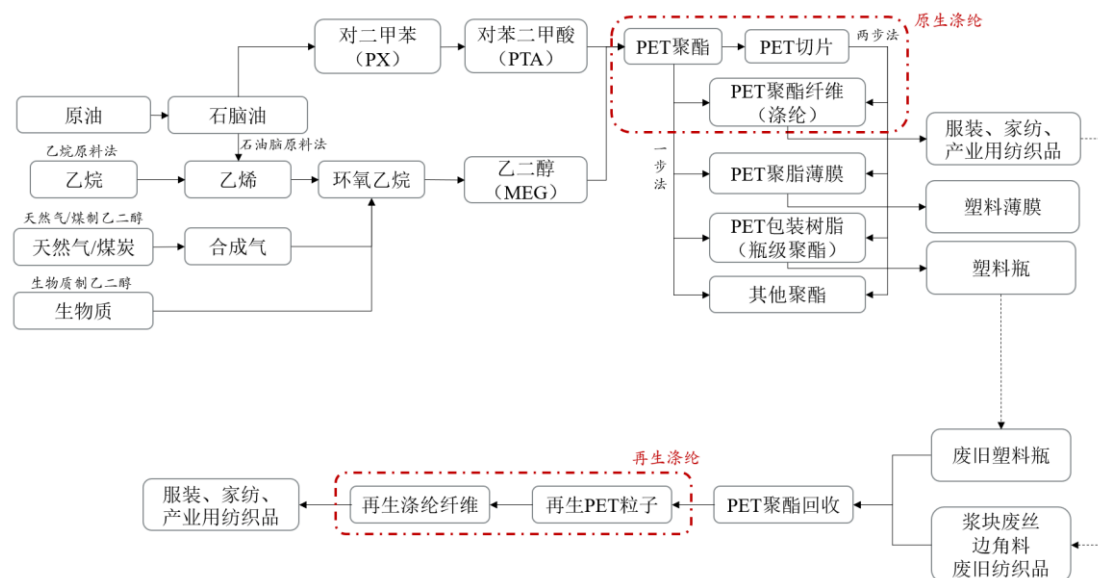 原生涤纶
对二甲苯
（PX）
对苯二甲酸
（PTA）
PET聚酯
PET切片
两步法
原油
石脑油
PET聚酯纤维
（涤纶）
乙烷原料法
石油脑原料法
服装、家纺、
产业用纺织品
乙烷
乙烯
环氧乙烷
乙二醇
（MEG）
一步法
PET聚脂薄膜
塑料薄膜
天然气/煤制乙二醇
天然气/煤炭
合成气
PET包装树脂
（瓶级聚酯）
塑料瓶
生物质制乙二醇
生物质
其他聚酯
废旧塑料瓶
再生涤纶
服装、家纺、
产业用纺织品
再生涤纶纤维
再生PET粒子
PET聚酯回收
浆块废丝
边角料
废旧纺织品